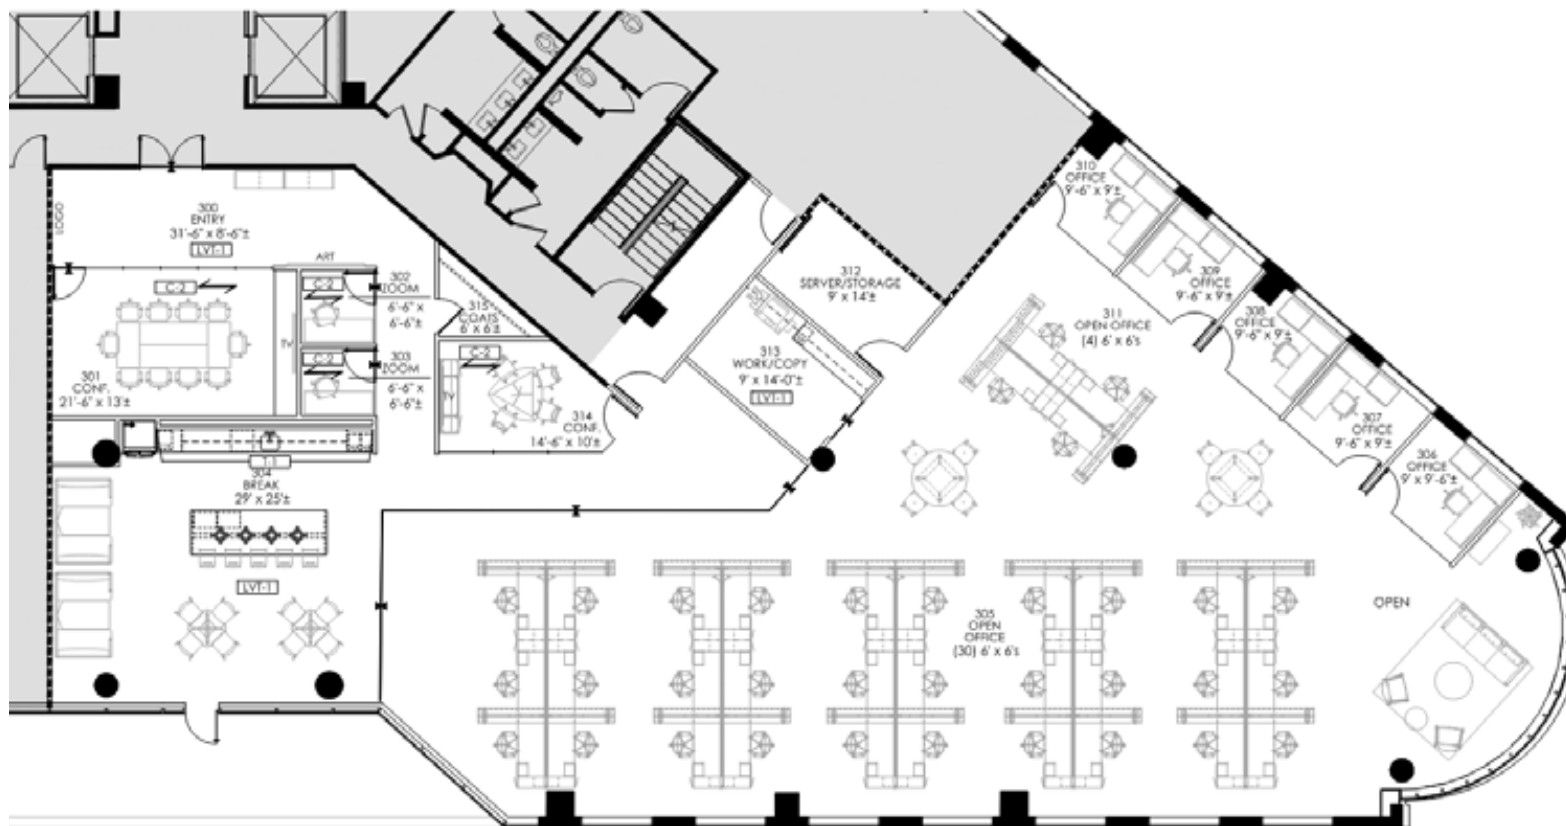 LOGO
300
ENTRY
31'-6" x 8'-6"±
LVT-1
ART
C-2
TV
301
CONF.
21'-6" x 13'±
C-2
302
ZOOM
6'-6" x
6'-6"±
C-2
303
ZOOM
6'-6" x
6'-6"±
315
COATS
6' x 6'±
C-2
TV
314
CONF.
14'-6" x 10'±
T-1
304
BREAK
29' x 25'±
LVT-1
312
SERVER/STORAGE
9' x 14'±
313
WORK/COPY
9' x 14'-0"±
LVT-1
311
OPEN OFFICE
(4) 6' x 6's
310
OFFICE
9'-6" x 9'±
309
OFFICE
9'-6" x 9'±
308
OFFICE
9'-6" x 9'±
307
OFFICE
9'-6" x 9'±
306
OFFICE
9' x 9'-6"±
305
OPEN
OFFICE
(30) 6' x 6's
OPEN